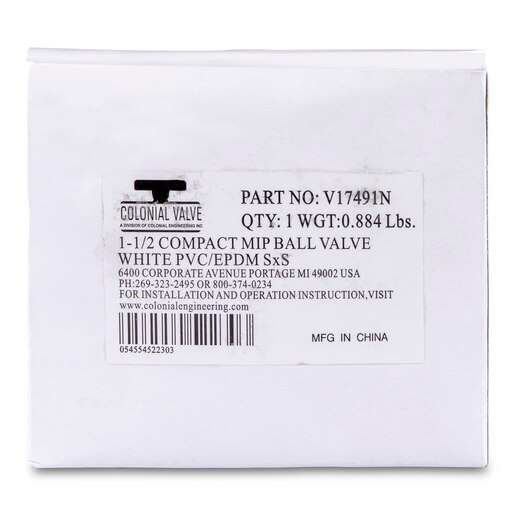 COLONIAL VALVE
A DIVISION OF COLONIAL ENGINEERING INC
PART NO: V17491N
QTY: 1 WGT:0.884 Lbs.
1-1/2 COMPACT MIP BALL VALVE
WHITE PVC/EPDM SxS
6400 CORPORATE AVENUE PORTAGE MI 49002 USA
PH:269-323-2495 OR 800-374-0234
FOR INSTALLATION AND OPERATION INSTRUCTION,VISIT
www.colonialengineering.com
054554522303
MFG IN CHINA